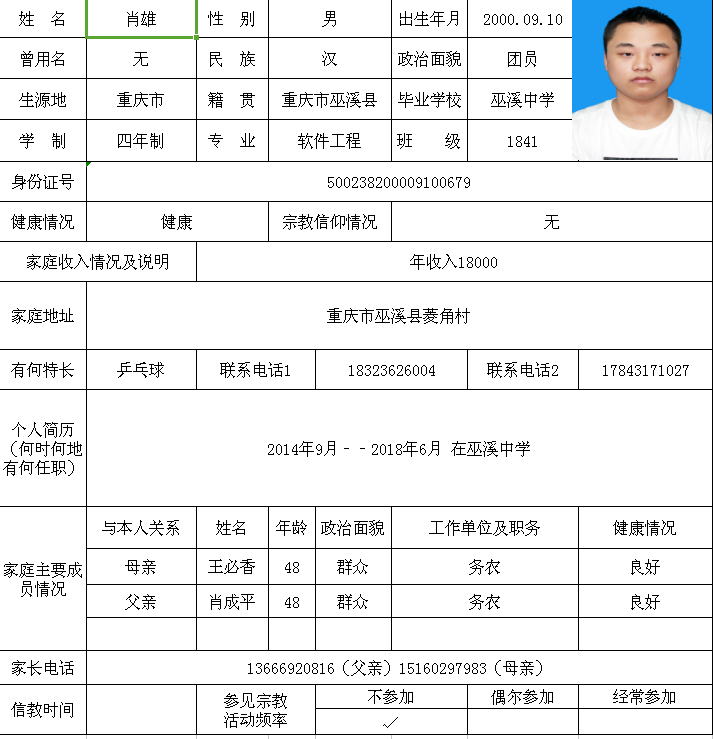 姓 名 肖雄 性 别 男 出生年月 2000.09.10
曾用名 无 民 族 汉 政治面貌 团员
生源地 重庆市 籍 贯 重庆市巫溪县 毕业学校 巫溪中学
学 制 四年制 专 业 软件工程 班 级 1841
身份证号 500238200009100679
健康情况 健康 宗教信仰情况 无
家庭收入情况及说明 年收入18000
家庭地址 重庆市巫溪县菱角村
有何特长 乒乓球 联系电话1 18323626004 联系电话2 17843171027
个人简历
（何时何地
有何任职）
2014年9月--2018年6月 在巫溪中学
家庭主要成
员情况
与本人关系 姓名 年龄 政治面貌 工作单位及职务 健康情况
母亲 王必香 48 群众 务农 良好
父亲 肖成平 48 群众 务农 良好
家长电话 13666920816（父亲）15160297983（母亲）
信教时间
参见宗教
活动频率
不参加 偶尔参加 经常参加
✓